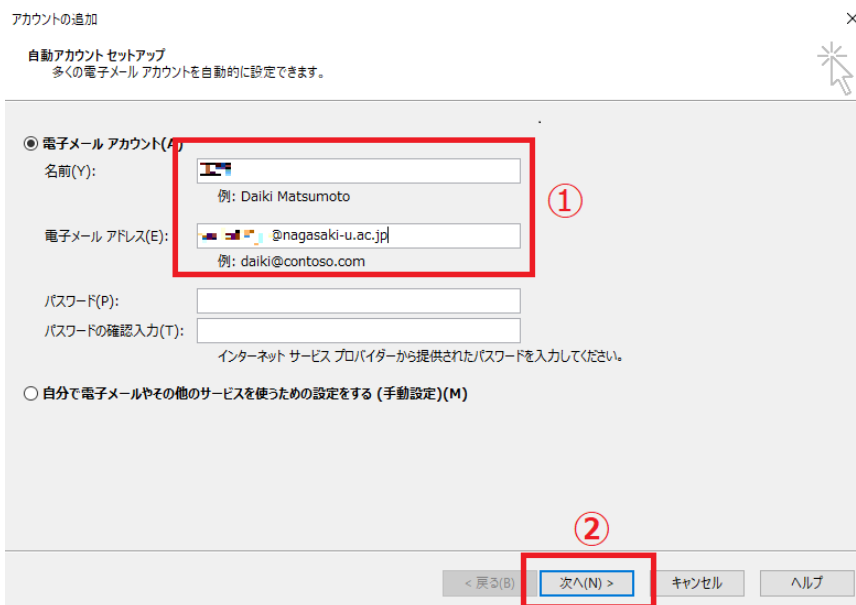 アカウントの追加
自動アカウント セットアップ
多くの電子メール アカウントを自動的に設定できます。
電子メール アカウント(A)
名前(Y):
例: Daiki Matsumoto
①
電子メール アドレス(E): @nagasaki-u.ac.jp
例: daiki@contoso.com
パスワード(P):
パスワードの確認入力(T):
インターネット サービス プロバイダーから提供されたパスワードを入力してください。
自分で電子メールやその他のサービスを使うための設定をする (手動設定)(M)
②
< 戻る(B) 次へ(N) > キャンセル ヘルプ